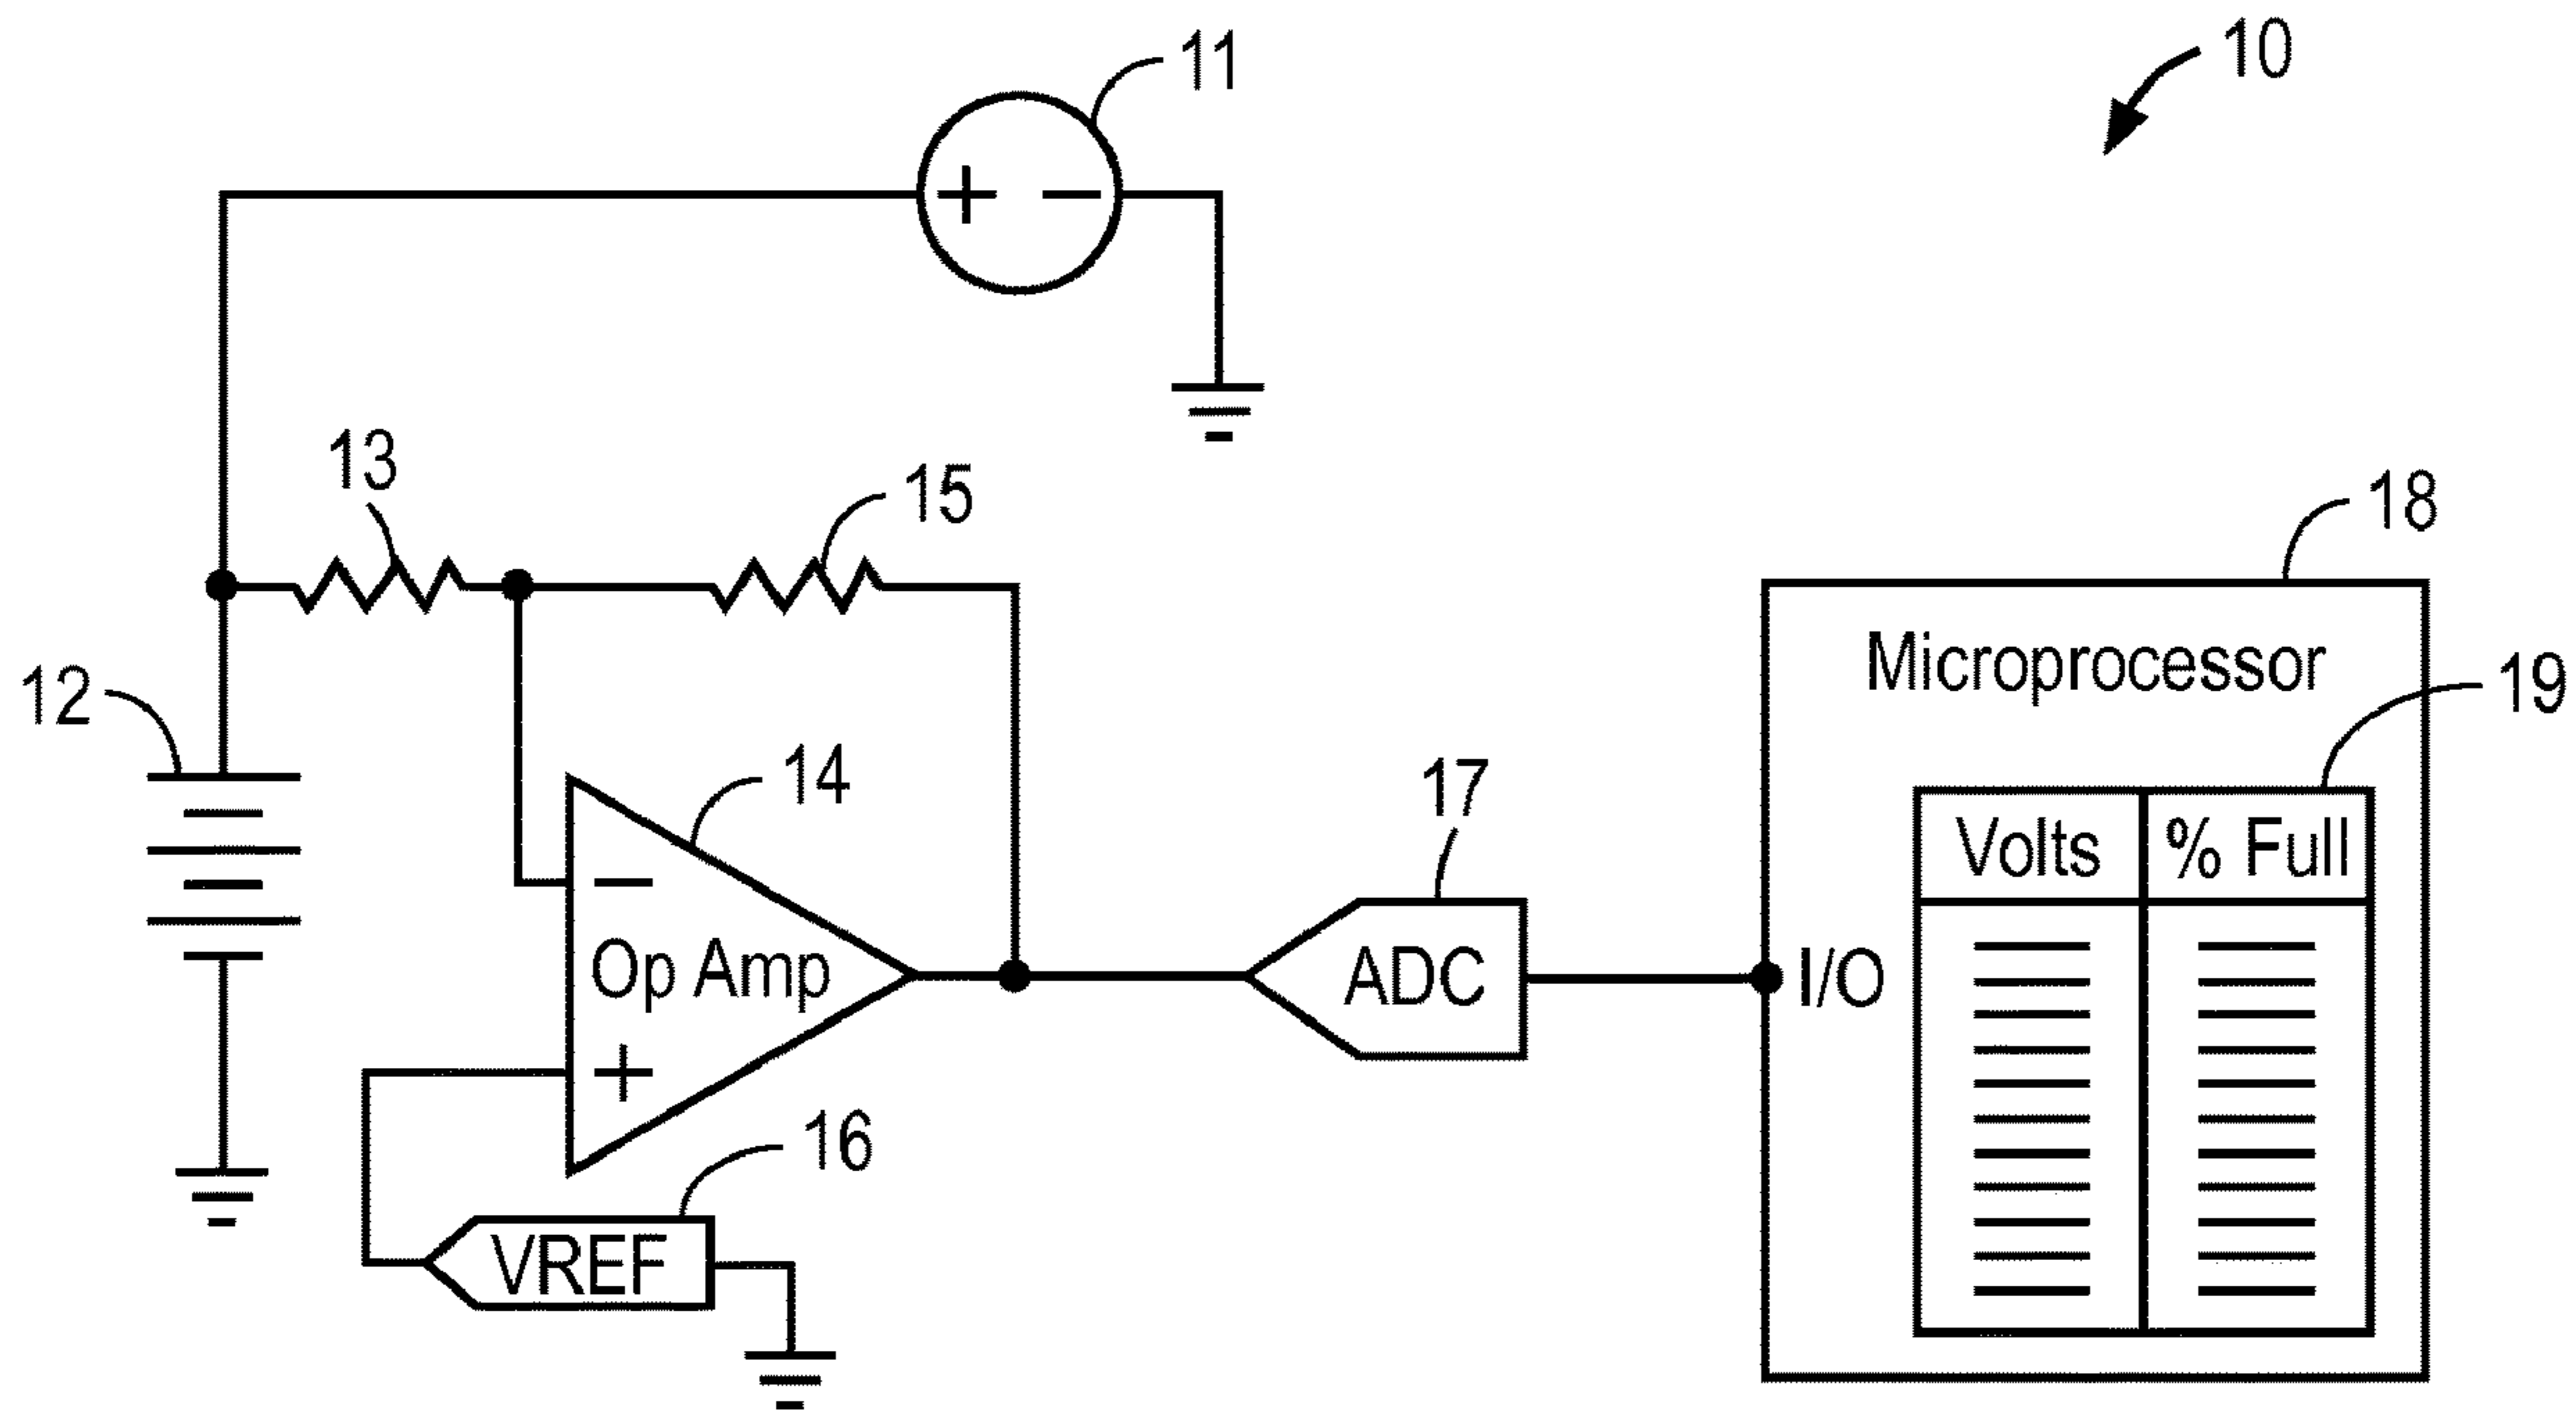 10
11
13
15
18
Microprocessor
12
19
14
17
Volts
% Full
Op Amp
ADC
I/O
−
+
+ −
16
VREF